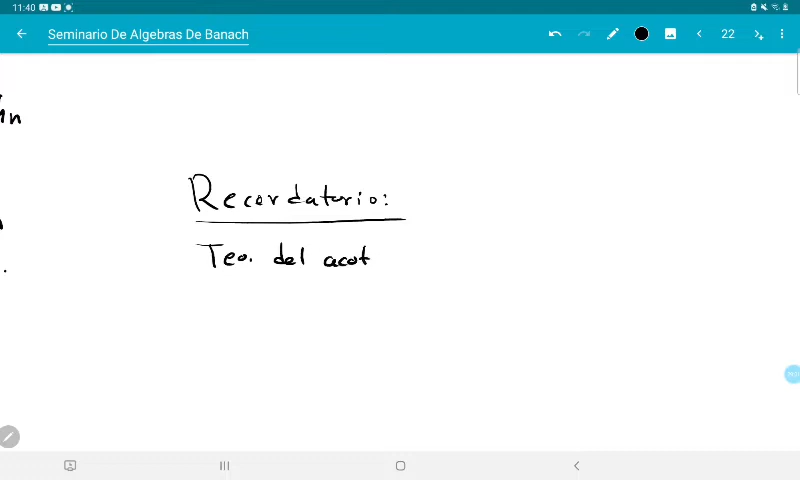 11:40
Seminario De Algebras De Banach
22
n
Recordatorio:
Teo. del acot